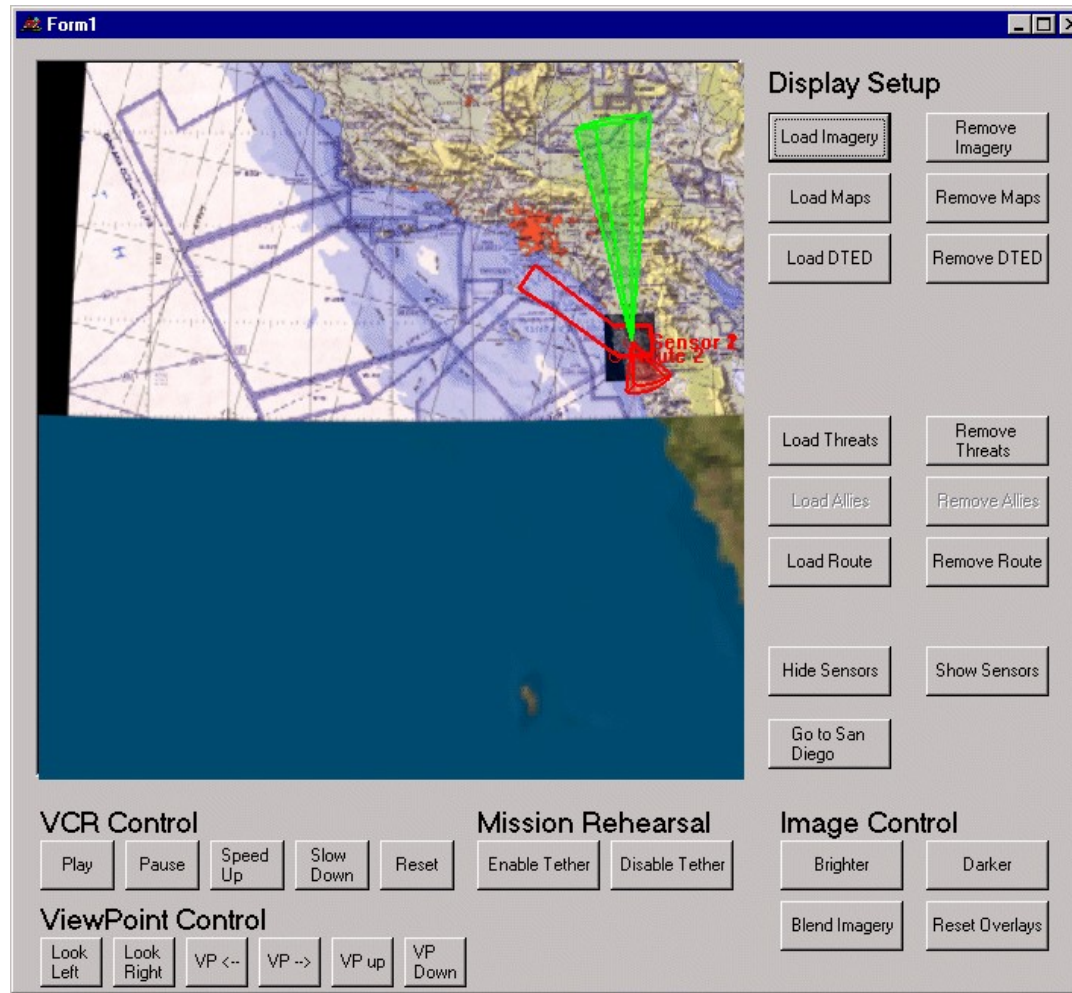 Form1
Display Setup
Load Imagery
Remove
Imagery
Load Maps
Remove Maps
Load DTED
Remove DTED
Sensor
ute 2
Load Threats
Remove
Threats
Load Allies
Remove Allies
Load Route
Remove Route
Hide Sensors
Show Sensors
Go to San
Diego
VCR Control
Play
Pause
Speed
Up
Slow
Down
Reset
Mission Rehearsal
Enable Tether
Disable Tether
Image Control
Brighter
Darker
Blend Imagery
Reset Overlays
ViewPoint Control
Look
Left
Look
Right
VP <--
VP -->
VP up
VP
Down